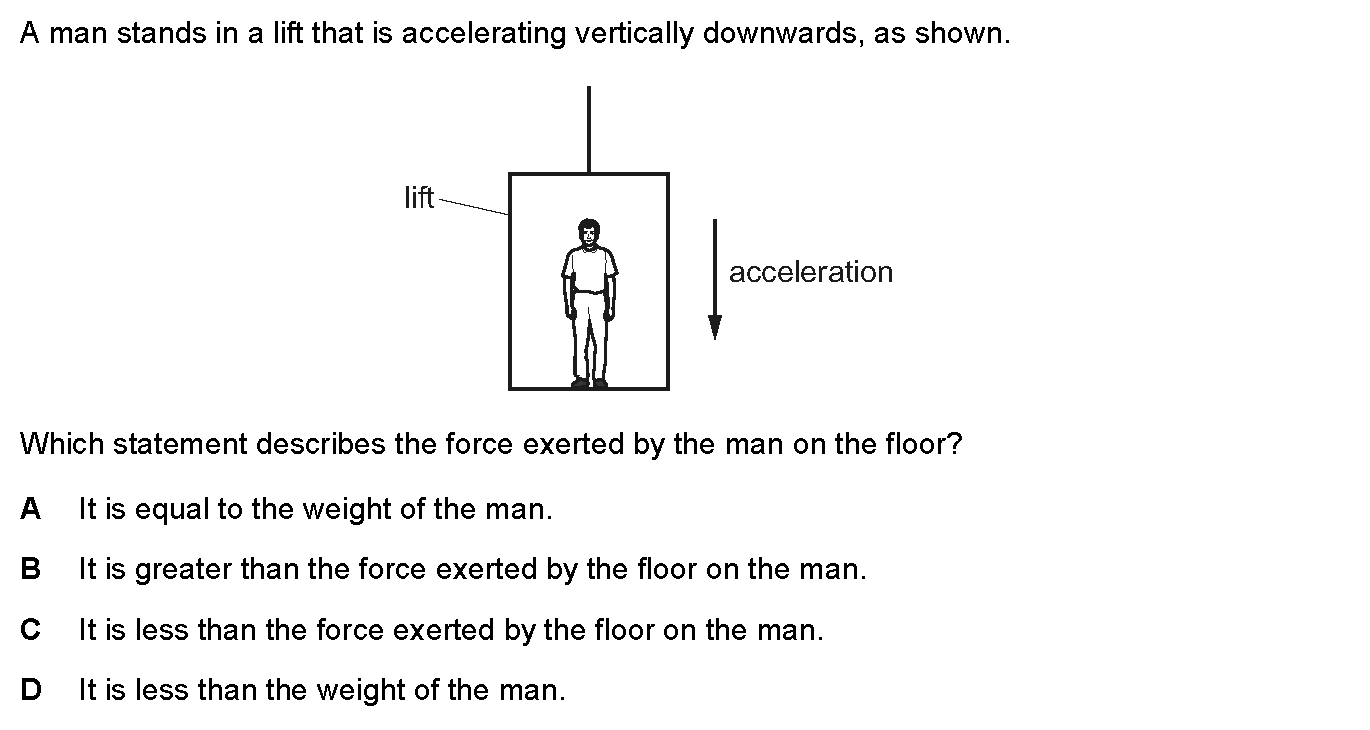 A man stands in a lift that is accelerating vertically downwards, as shown.
lift
acceleration
Which statement describes the force exerted by the man on the floor?
A It is equal to the weight of the man.
B It is greater than the force exerted by the floor on the man.
C It is less than the force exerted by the floor on the man.
D It is less than the weight of the man.